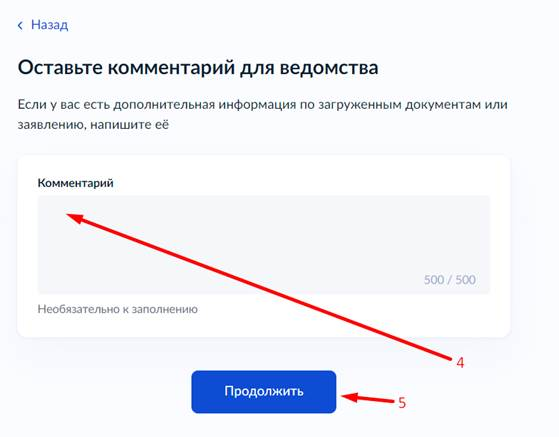 Назад
Оставьте комментарий для ведомства
Если у вас есть дополнительная информация по загруженным документам или
заявлению, напишите её
Комментарий
500 / 500
Необязательно к заполнению
4
Продолжить
5